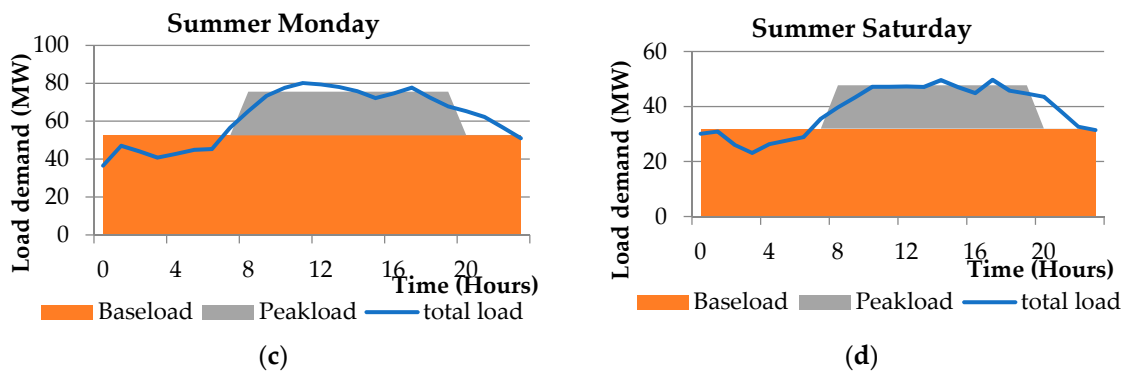 Summer Monday
Load demand (MW)
100
80
60
40
20
0
0 4 8 12 16 20
Time (Hours)
Baseload Peakload total load
(c)
Summer Saturday
Load demand (MW)
60
40
20
0
0 4 8 12 16 20
Time (Hours)
Baseload Peakload total load
(d)